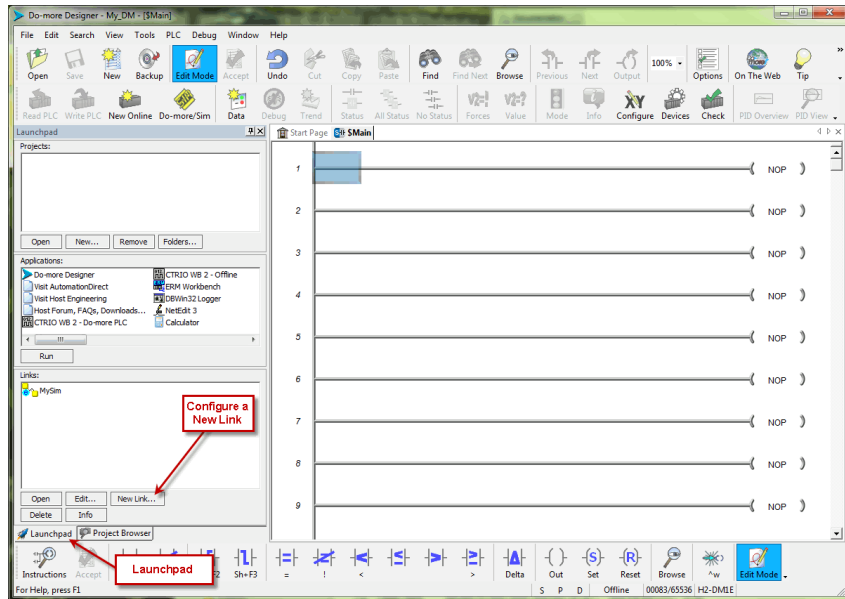 Do-more Designer - My_DM - [$Main]
File Edit Search View Tools PLC Debug Window Help
Open Save New Backup Edit Mode Accept Undo Cut Copy Paste Find Find Next Browse Previous Next Output 100% Options On The Web Tip
Read PLC Write PLC New Online Do-more/Sim Data Debug Trend Status All Status No Status Forces Value Mode Info Configure Devices Check PID Overview PID View
Launchpad
Start Page $Main
Projects:
Open New... Remove Folders...
Applications:
Do-more Designer
Visit AutomationDirect
Visit Host Engineering
Host Forum, FAQs, Downloads...
CTRIO WB 2 - Do-more PLC
CTRIO WB 2 - Offline
ERM Workbench
DBWin32 Logger
NetEdit 3
Calculator
Run
Links:
MySim
Configure a
New Link
Open Edit... New Link...
Delete Info
Launchpad Project Browser
1 NOP
2 NOP
3 NOP
4 NOP
5 NOP
6 NOP
7 NOP
8 NOP
9 NOP
Launchpad
Instructions Accept F2 Sh+F3 = ! < Delta Out Set Reset Browse ^w Edit Mode
For Help, press F1
S P D Offline 00083/65536 H2-DM1E